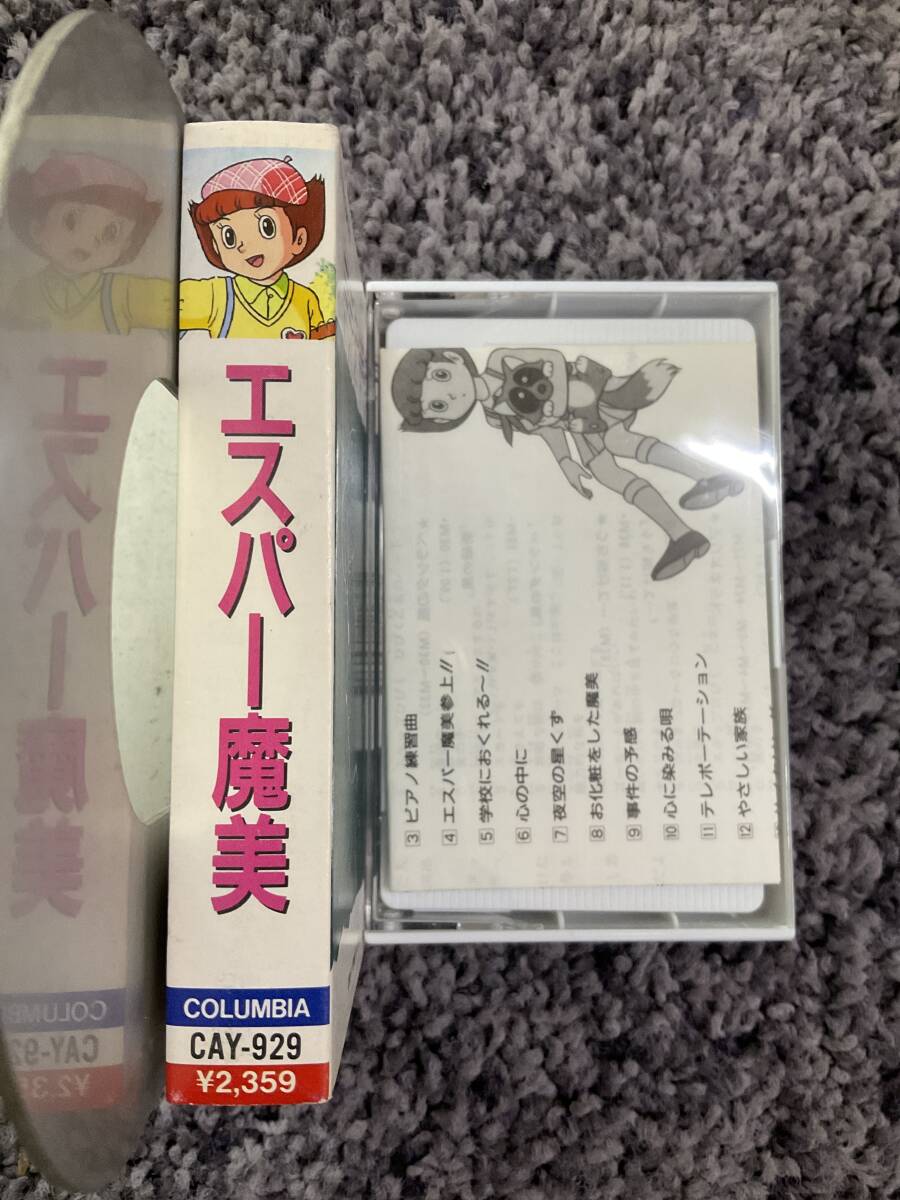 エスパー魔美
COLUMBIA
CAY-929
¥2,359
3 ピアノ練習曲
4 エスパー魔美参上!!
5 学校におくれる〜!!
6 心の中に
7 夜空の星くず
8 お化粧をした魔美
9 事件の予感
10 心に染みる唄
11 テレポーテーション
12 やさしい家族